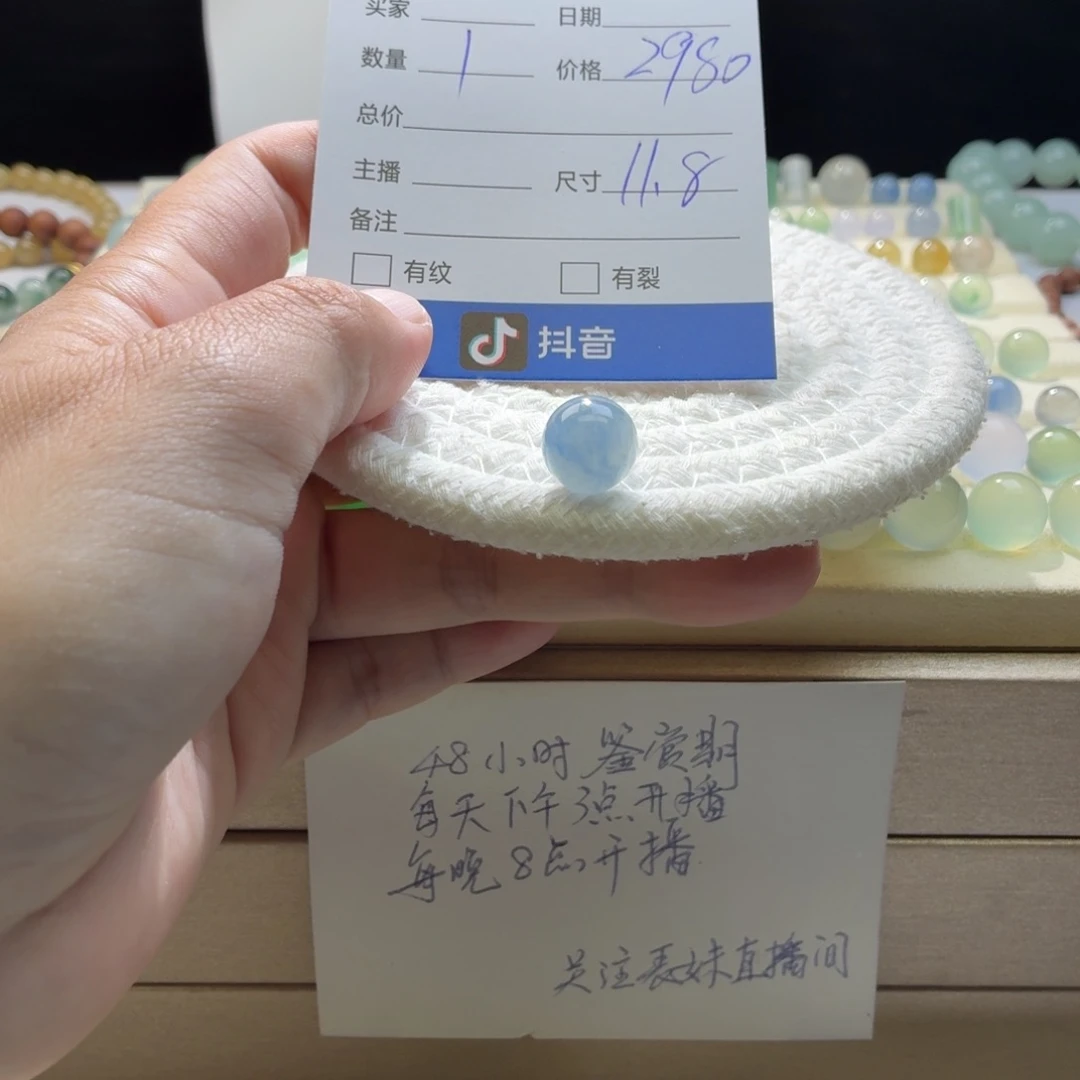 买家 日期
数量 1 价格 2980
总价
主播 尺寸 11.8
备注
有纹 有裂
抖音
48小时 鉴赏期
每天下午3点开播
每晚8点开播
关注表妹直播间